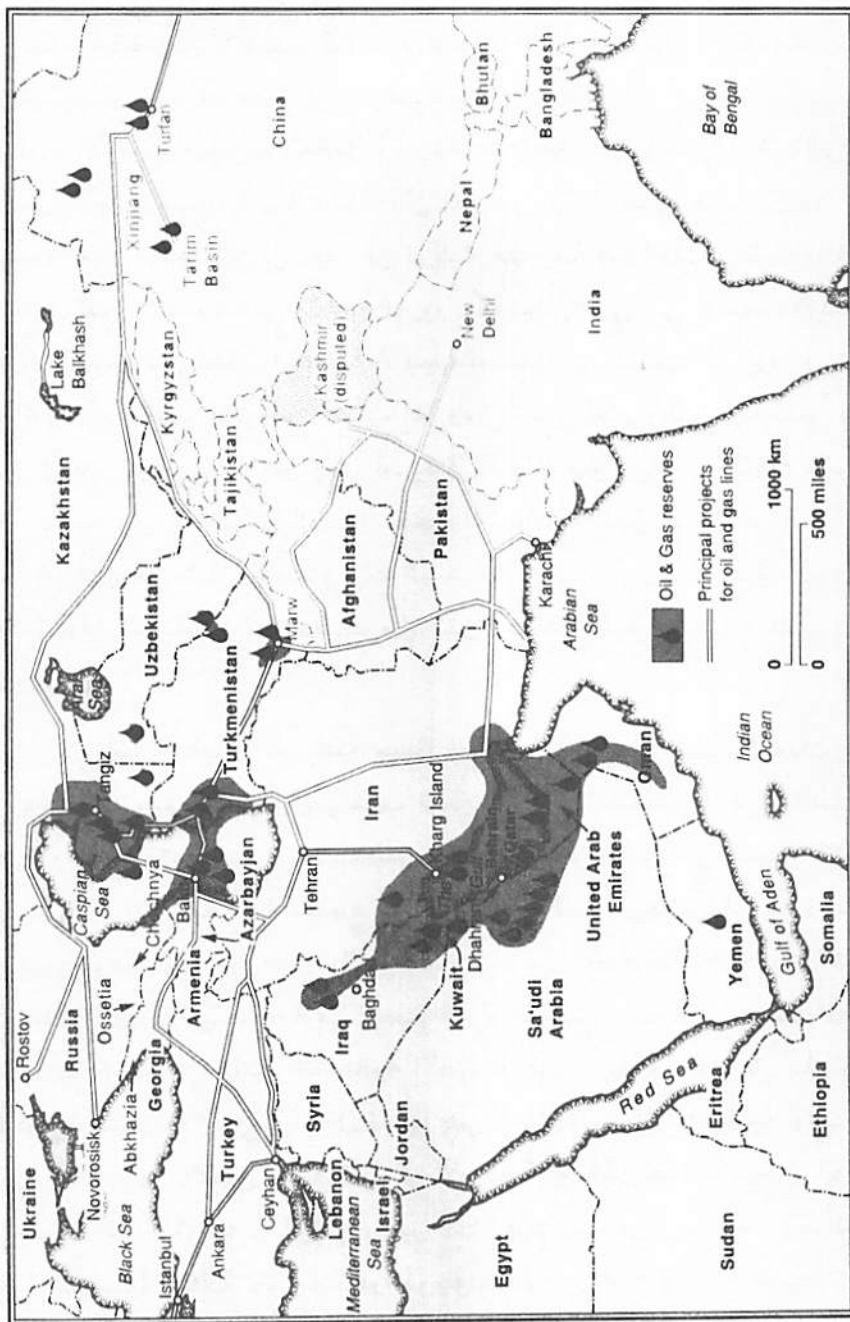 Ukraine
Rostov
Russia
Novorosisk
Abkhazia
Ossetia
Black Sea
Istanbul
Ankara
Turkey
Georgia
Armenia
Azarbayjan
Chechnya
Caspian
Sea
Aral
Sea
Kazakhstan
Lake
Balkhash
Uzbekistan
Turkmenistan
Marw
Kyrgyzstan
Tajikistan
Xinjiang
Tarim
Basin
Turfan
China
Ceyhan
Lebanon
Mediterranean
Sea
Israel
Jordan
Syria
Iraq
Baghdad
Tehran
Iran
Kharg Island
The Gulf
Kuwait
Dhahran
Bahrain
Qatar
United Arab
Emirates
Oman
Sa'udi
Arabia
Yemen
Afghanistan
Pakistan
Karachi
Kashmir
(disputed)
New
Delhi
India
Nepal
Bhutan
Bangladesh
Bay of
Bengal
Arabian
Sea
Indian
Ocean
Gulf of Aden
Somalia
Red Sea
Eritrea
Ethiopia
Egypt
Sudan
Oil & Gas reserves
Principal projects
for oil and gas lines
0 1000 km
0 500 miles